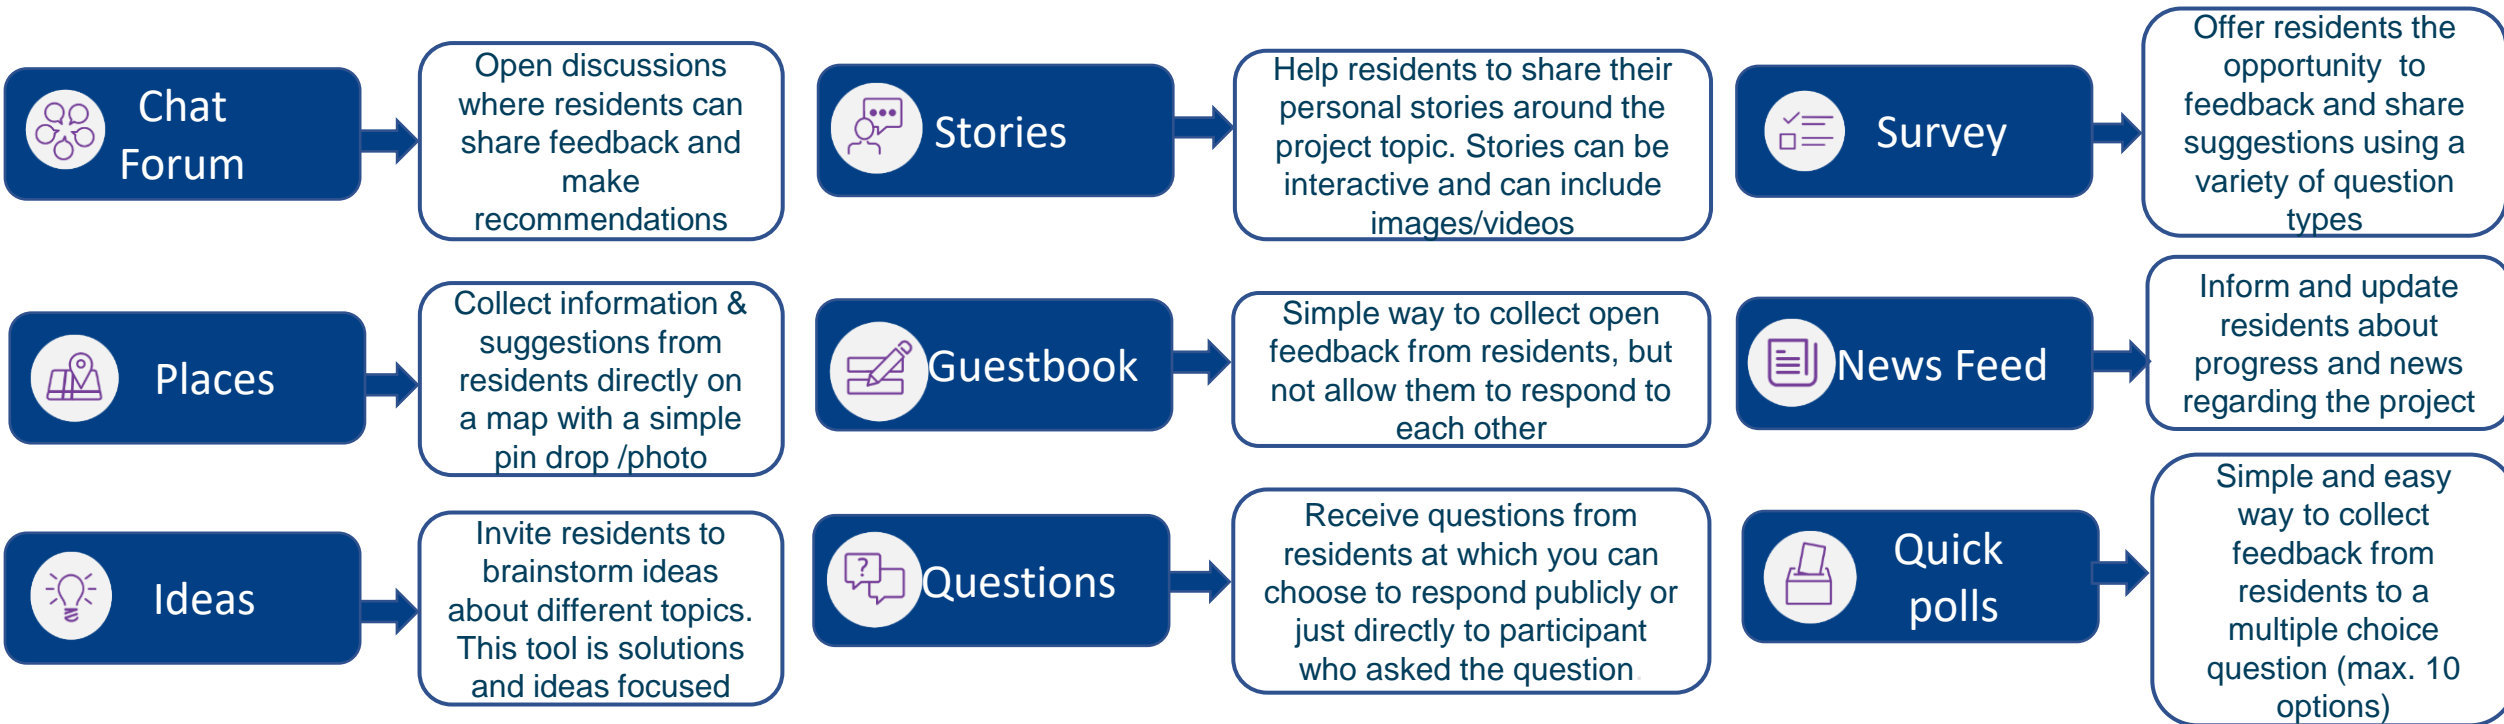 Chat
Forum
Open discussions
where residents can
share feedback and
make
recommendations
Stories
Help residents to share their
personal stories around the
project topic. Stories can be
interactive and can include
images/videos
Survey
Offer residents the
opportunity to
feedback and share
suggestions using a
variety of question
types
Places
Collect information &
suggestions from
residents directly on
a map with a simple
pin drop /photo
Guestbook
Simple way to collect open
feedback from residents, but
not allow them to respond to
each other
News Feed
Inform and update
residents about
progress and news
regarding the project
Ideas
Invite residents to
brainstorm ideas
about different topics.
This tool is solutions
and ideas focused
?
Questions
Receive questions from
residents at which you can
choose to respond publicly or
just directly to participant
who asked the question.
Quick
polls
Simple and easy
way to collect
feedback from
residents to a
multiple choice
question (max. 10
options)